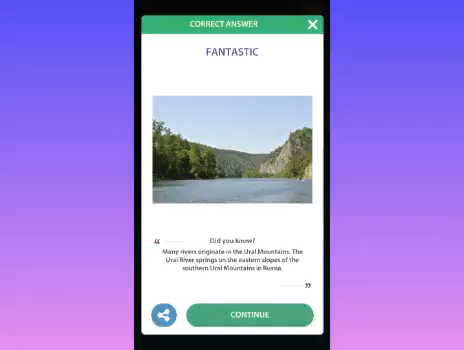 CORRECT ANSWER
FANTASTIC
Did you know?
“
Many rivers originate in the Ural Mountains. The
Ural River springs on the eastern slopes of the
southern Ural Mountains in Russia.
”
CONTINUE